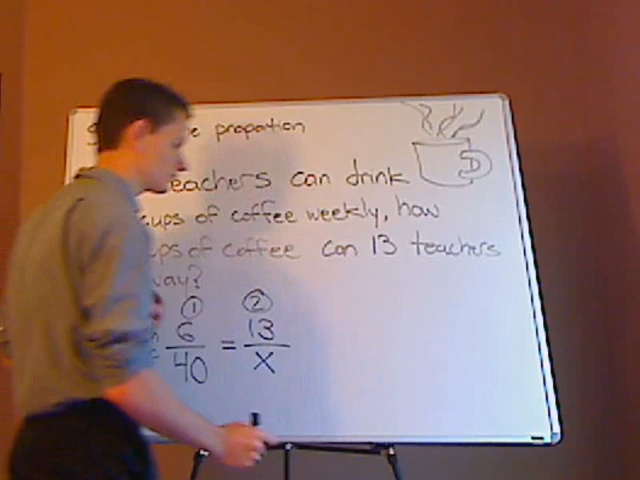 proportion
teachers can drink
cups of coffee weekly, how
cups of coffee can 13 teachers
way?
① ②
6 = 13
40 x